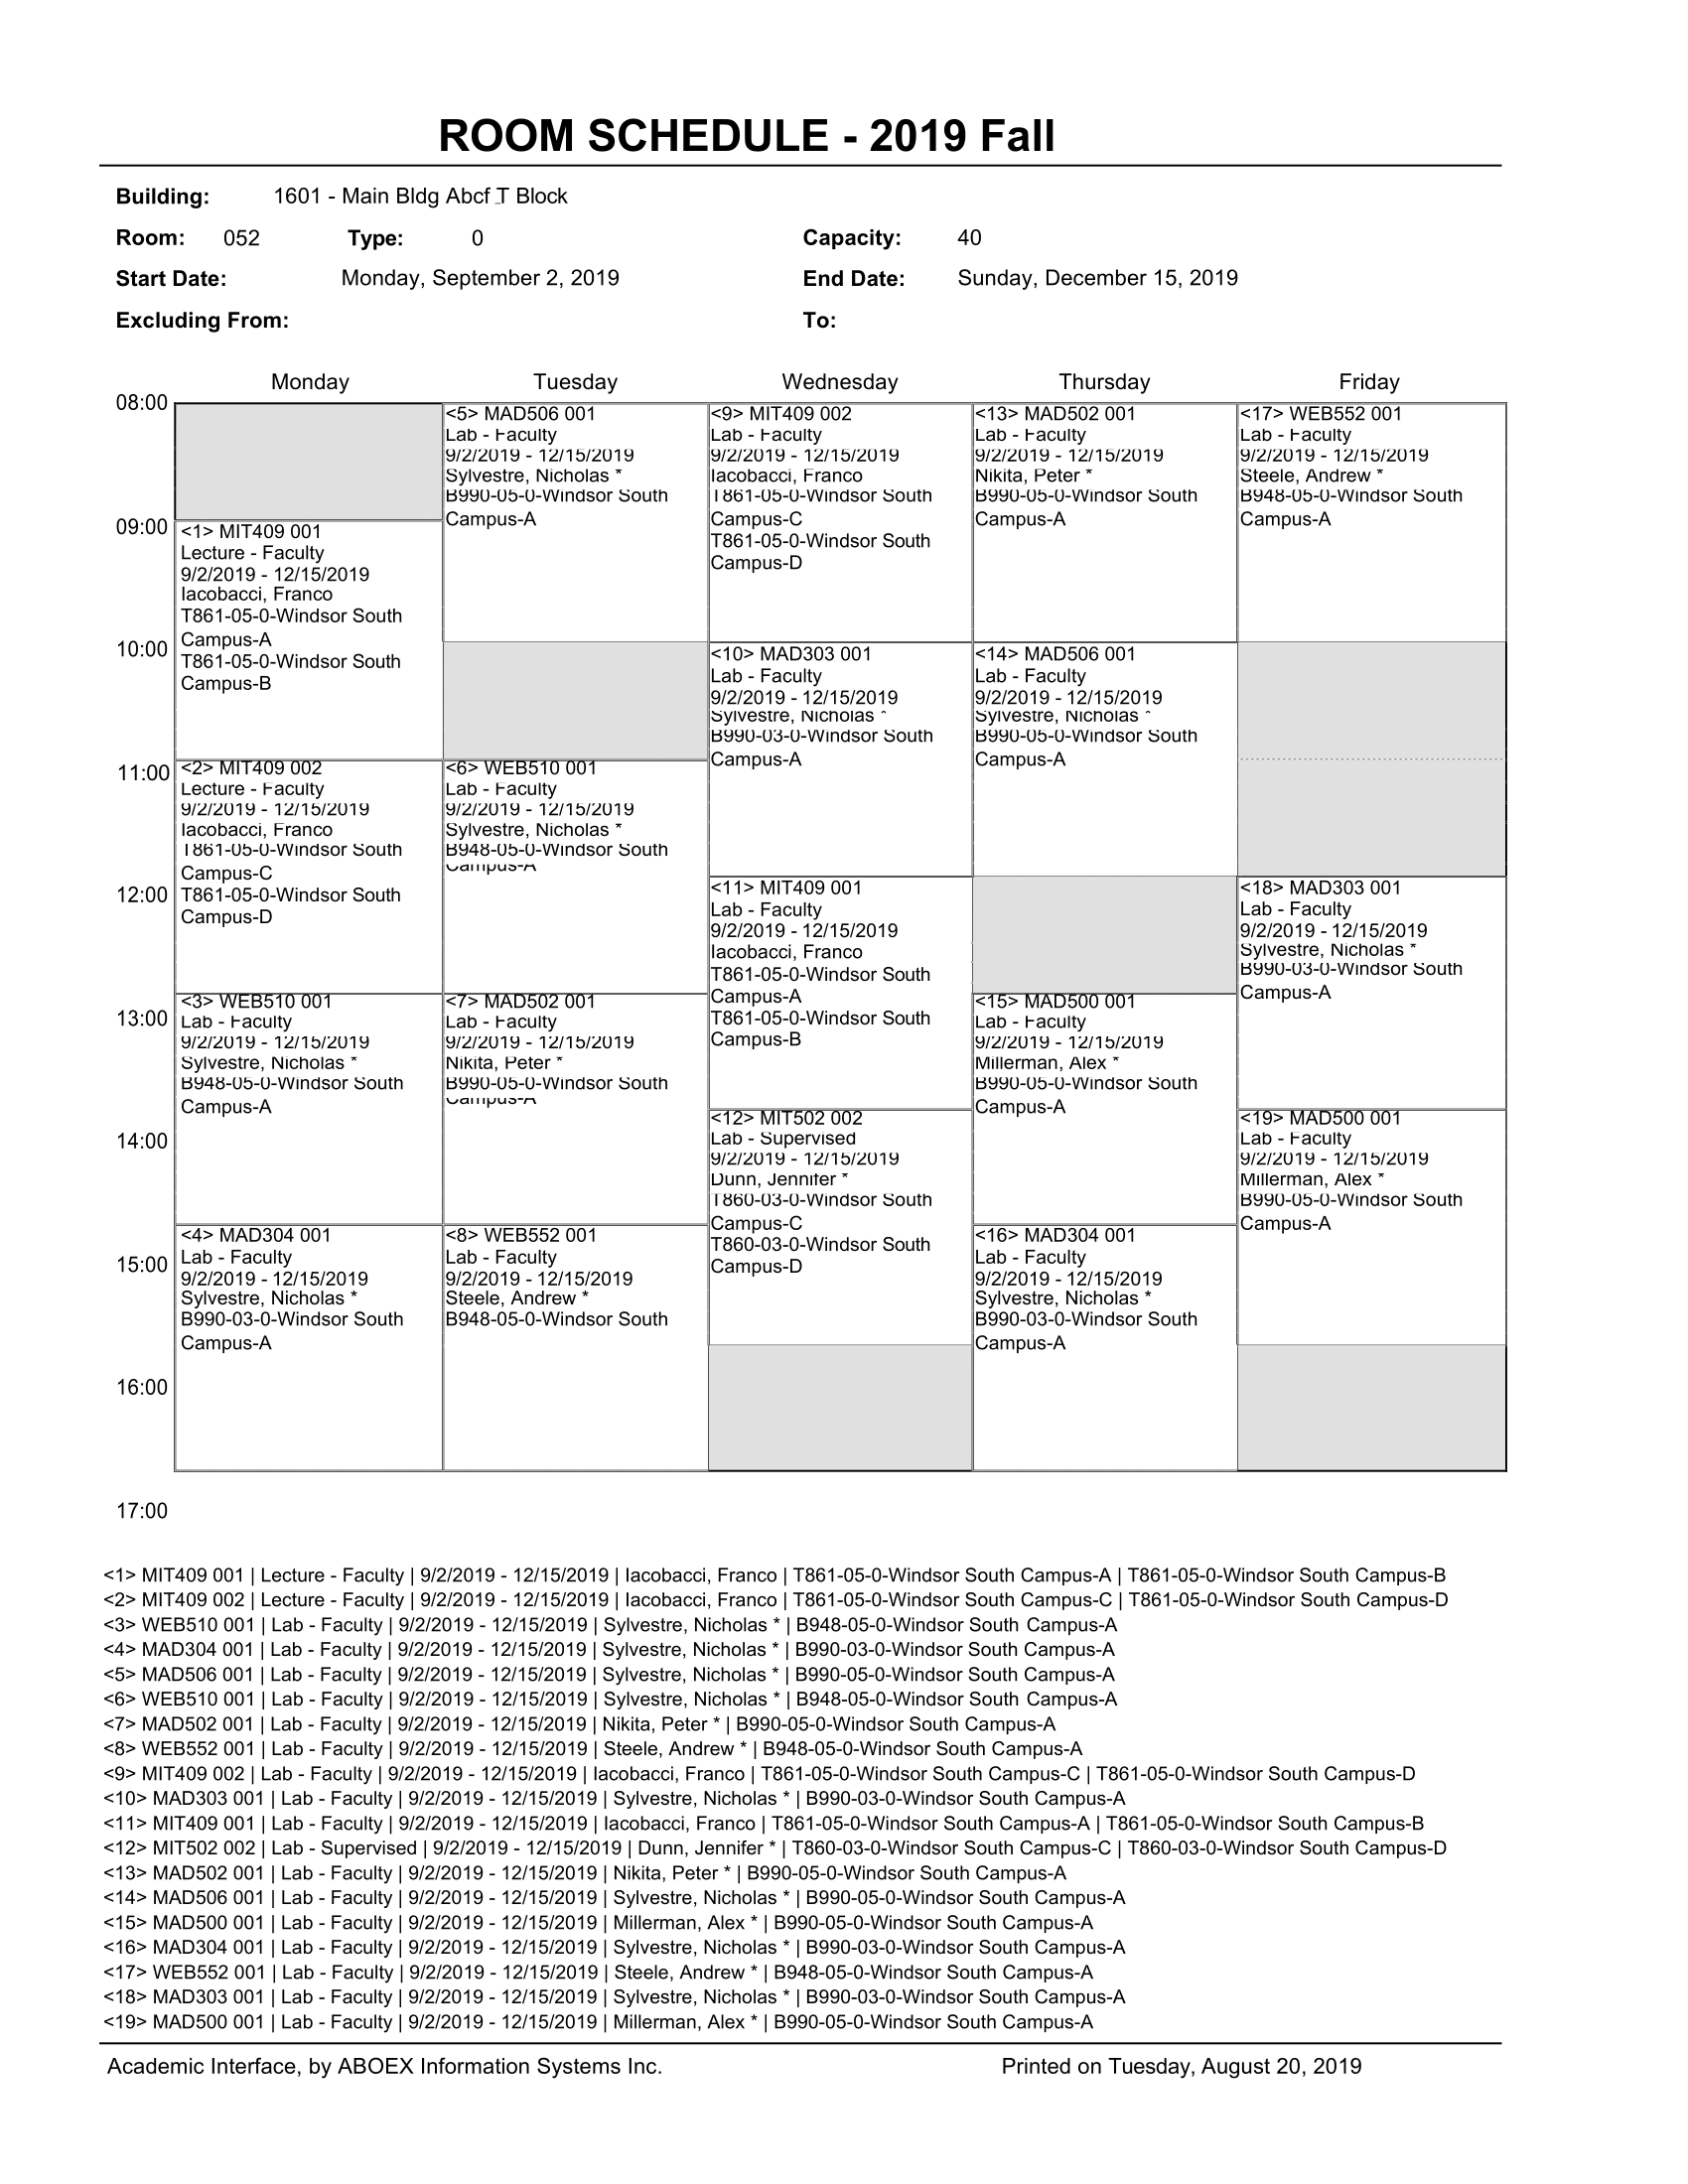 ROOM SCHEDULE - 2019 Fall
Building: 1601 - Main Bldg Abcf_T Block
Room: 052 Type: 0 Capacity: 40
Start Date: Monday, September 2, 2019 End Date: Sunday, December 15, 2019
Excluding From: To:
Monday Tuesday Wednesday Thursday Friday
08:00
09:00
10:00
11:00
12:00
13:00
14:00
15:00
16:00
17:00
<1> MIT409 001
Lecture - Faculty
9/2/2019 - 12/15/2019
Iacobacci, Franco
T861-05-0-Windsor South
Campus-A
T861-05-0-Windsor South
Campus-B
<2> MIT409 002
Lecture - Faculty
9/2/2019 - 12/15/2019
Iacobacci, Franco
T861-05-0-Windsor South
Campus-C
T861-05-0-Windsor South
Campus-D
<3> WEB510 001
Lab - Faculty
9/2/2019 - 12/15/2019
Sylvestre, Nicholas *
B948-05-0-Windsor South
Campus-A
<4> MAD304 001
Lab - Faculty
9/2/2019 - 12/15/2019
Sylvestre, Nicholas *
B990-03-0-Windsor South
Campus-A
<5> MAD506 001
Lab - Faculty
9/2/2019 - 12/15/2019
Sylvestre, Nicholas *
B990-05-0-Windsor South
Campus-A
<6> WEB510 001
Lab - Faculty
9/2/2019 - 12/15/2019
Sylvestre, Nicholas *
B948-05-0-Windsor South
Campus-A
<7> MAD502 001
Lab - Faculty
9/2/2019 - 12/15/2019
Nikita, Peter *
B990-05-0-Windsor South
Campus-A
<8> WEB552 001
Lab - Faculty
9/2/2019 - 12/15/2019
Steele, Andrew *
B948-05-0-Windsor South
<9> MIT409 002
Lab - Faculty
9/2/2019 - 12/15/2019
Iacobacci, Franco
T861-05-0-Windsor South
Campus-C
T861-05-0-Windsor South
Campus-D
<10> MAD303 001
Lab - Faculty
9/2/2019 - 12/15/2019
Sylvestre, Nicholas *
B990-03-0-Windsor South
Campus-A
<11> MIT409 001
Lab - Faculty
9/2/2019 - 12/15/2019
Iacobacci, Franco
T861-05-0-Windsor South
Campus-A
T861-05-0-Windsor South
Campus-B
<12> MIT502 002
Lab - Supervised
9/2/2019 - 12/15/2019
Dunn, Jennifer *
T860-03-0-Windsor South
Campus-C
T860-03-0-Windsor South
Campus-D
<13> MAD502 001
Lab - Faculty
9/2/2019 - 12/15/2019
Nikita, Peter *
B990-05-0-Windsor South
Campus-A
<14> MAD506 001
Lab - Faculty
9/2/2019 - 12/15/2019
Sylvestre, Nicholas *
B990-05-0-Windsor South
Campus-A
<15> MAD500 001
Lab - Faculty
9/2/2019 - 12/15/2019
Millerman, Alex *
B990-05-0-Windsor South
Campus-A
<16> MAD304 001
Lab - Faculty
9/2/2019 - 12/15/2019
Sylvestre, Nicholas *
B990-03-0-Windsor South
Campus-A
<17> WEB552 001
Lab - Faculty
9/2/2019 - 12/15/2019
Steele, Andrew *
B948-05-0-Windsor South
Campus-A
<18> MAD303 001
Lab - Faculty
9/2/2019 - 12/15/2019
Sylvestre, Nicholas *
B990-03-0-Windsor South
Campus-A
<19> MAD500 001
Lab - Faculty
9/2/2019 - 12/15/2019
Millerman, Alex *
B990-05-0-Windsor South
Campus-A
<1> MIT409 001 | Lecture - Faculty | 9/2/2019 - 12/15/2019 | Iacobacci, Franco | T861-05-0-Windsor South Campus-A | T861-05-0-Windsor South Campus-B
<2> MIT409 002 | Lecture - Faculty | 9/2/2019 - 12/15/2019 | Iacobacci, Franco | T861-05-0-Windsor South Campus-C | T861-05-0-Windsor South Campus-D
<3> WEB510 001 | Lab - Faculty | 9/2/2019 - 12/15/2019 | Sylvestre, Nicholas * | B948-05-0-Windsor South Campus-A
<4> MAD304 001 | Lab - Faculty | 9/2/2019 - 12/15/2019 | Sylvestre, Nicholas * | B990-03-0-Windsor South Campus-A
<5> MAD506 001 | Lab - Faculty | 9/2/2019 - 12/15/2019 | Sylvestre, Nicholas * | B990-05-0-Windsor South Campus-A
<6> WEB510 001 | Lab - Faculty | 9/2/2019 - 12/15/2019 | Sylvestre, Nicholas * | B948-05-0-Windsor South Campus-A
<7> MAD502 001 | Lab - Faculty | 9/2/2019 - 12/15/2019 | Nikita, Peter * | B990-05-0-Windsor South Campus-A
<8> WEB552 001 | Lab - Faculty | 9/2/2019 - 12/15/2019 | Steele, Andrew * | B948-05-0-Windsor South Campus-A
<9> MIT409 002 | Lab - Faculty | 9/2/2019 - 12/15/2019 | Iacobacci, Franco | T861-05-0-Windsor South Campus-C | T861-05-0-Windsor South Campus-D
<10> MAD303 001 | Lab - Faculty | 9/2/2019 - 12/15/2019 | Sylvestre, Nicholas * | B990-03-0-Windsor South Campus-A
<11> MIT409 001 | Lab - Faculty | 9/2/2019 - 12/15/2019 | Iacobacci, Franco | T861-05-0-Windsor South Campus-A | T861-05-0-Windsor South Campus-B
<12> MIT502 002 | Lab - Supervised | 9/2/2019 - 12/15/2019 | Dunn, Jennifer * | T860-03-0-Windsor South Campus-C | T860-03-0-Windsor South Campus-D
<13> MAD502 001 | Lab - Faculty | 9/2/2019 - 12/15/2019 | Nikita, Peter * | B990-05-0-Windsor South Campus-A
<14> MAD506 001 | Lab - Faculty | 9/2/2019 - 12/15/2019 | Sylvestre, Nicholas * | B990-05-0-Windsor South Campus-A
<15> MAD500 001 | Lab - Faculty | 9/2/2019 - 12/15/2019 | Millerman, Alex * | B990-05-0-Windsor South Campus-A
<16> MAD304 001 | Lab - Faculty | 9/2/2019 - 12/15/2019 | Sylvestre, Nicholas * | B990-03-0-Windsor South Campus-A
<17> WEB552 001 | Lab - Faculty | 9/2/2019 - 12/15/2019 | Steele, Andrew * | B948-05-0-Windsor South Campus-A
<18> MAD303 001 | Lab - Faculty | 9/2/2019 - 12/15/2019 | Sylvestre, Nicholas * | B990-03-0-Windsor South Campus-A
<19> MAD500 001 | Lab - Faculty | 9/2/2019 - 12/15/2019 | Millerman, Alex * | B990-05-0-Windsor South Campus-A
Academic Interface, by ABOEX Information Systems Inc. Printed on Tuesday, August 20, 2019